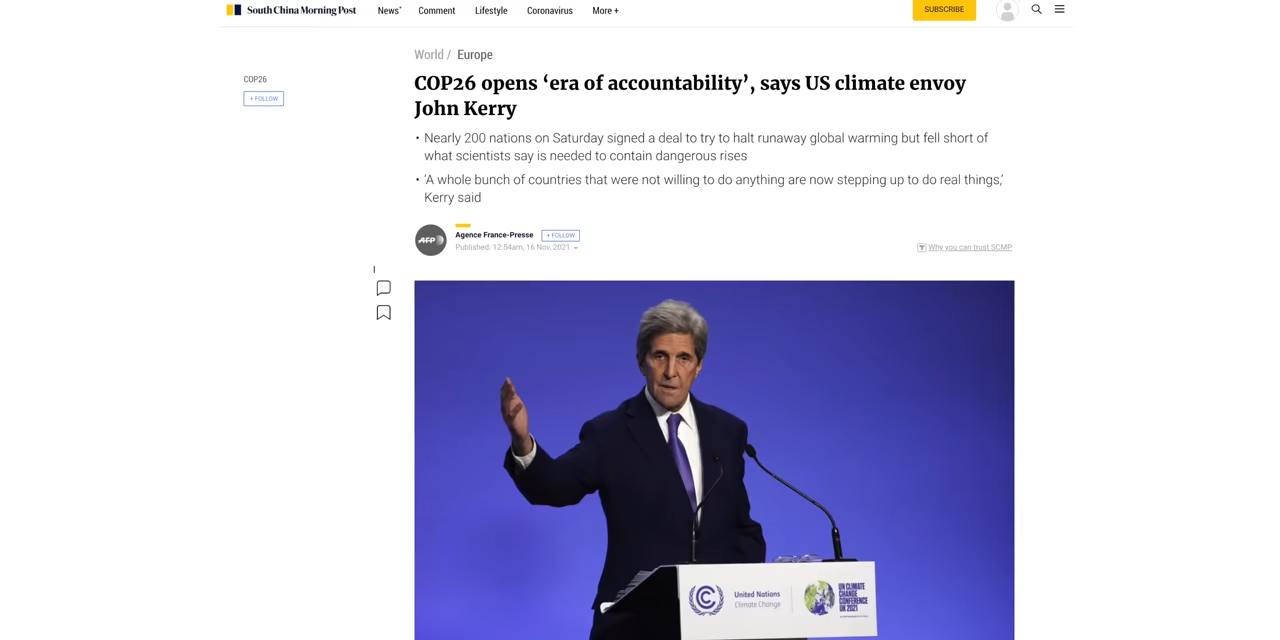 South China Morning Post
News
Comment
Lifestyle
Coronavirus
More +
SUBSCRIBE
World / Europe
COP26
+ FOLLOW
COP26 opens ‘era of accountability’, says US climate envoy
John Kerry
• Nearly 200 nations on Saturday signed a deal to try to halt runaway global warming but fell short of
what scientists say is needed to contain dangerous rises
• ‘A whole bunch of countries that were not willing to do anything are now stepping up to do real things,’
Kerry said
AFP
Agence France-Presse
+ FOLLOW
Published: 12:54am, 16 Nov, 2021
Why you can trust SCMP
United Nations
Climate Change
UN CLIMATE
CHANGE
CONFERENCE
UK 2021